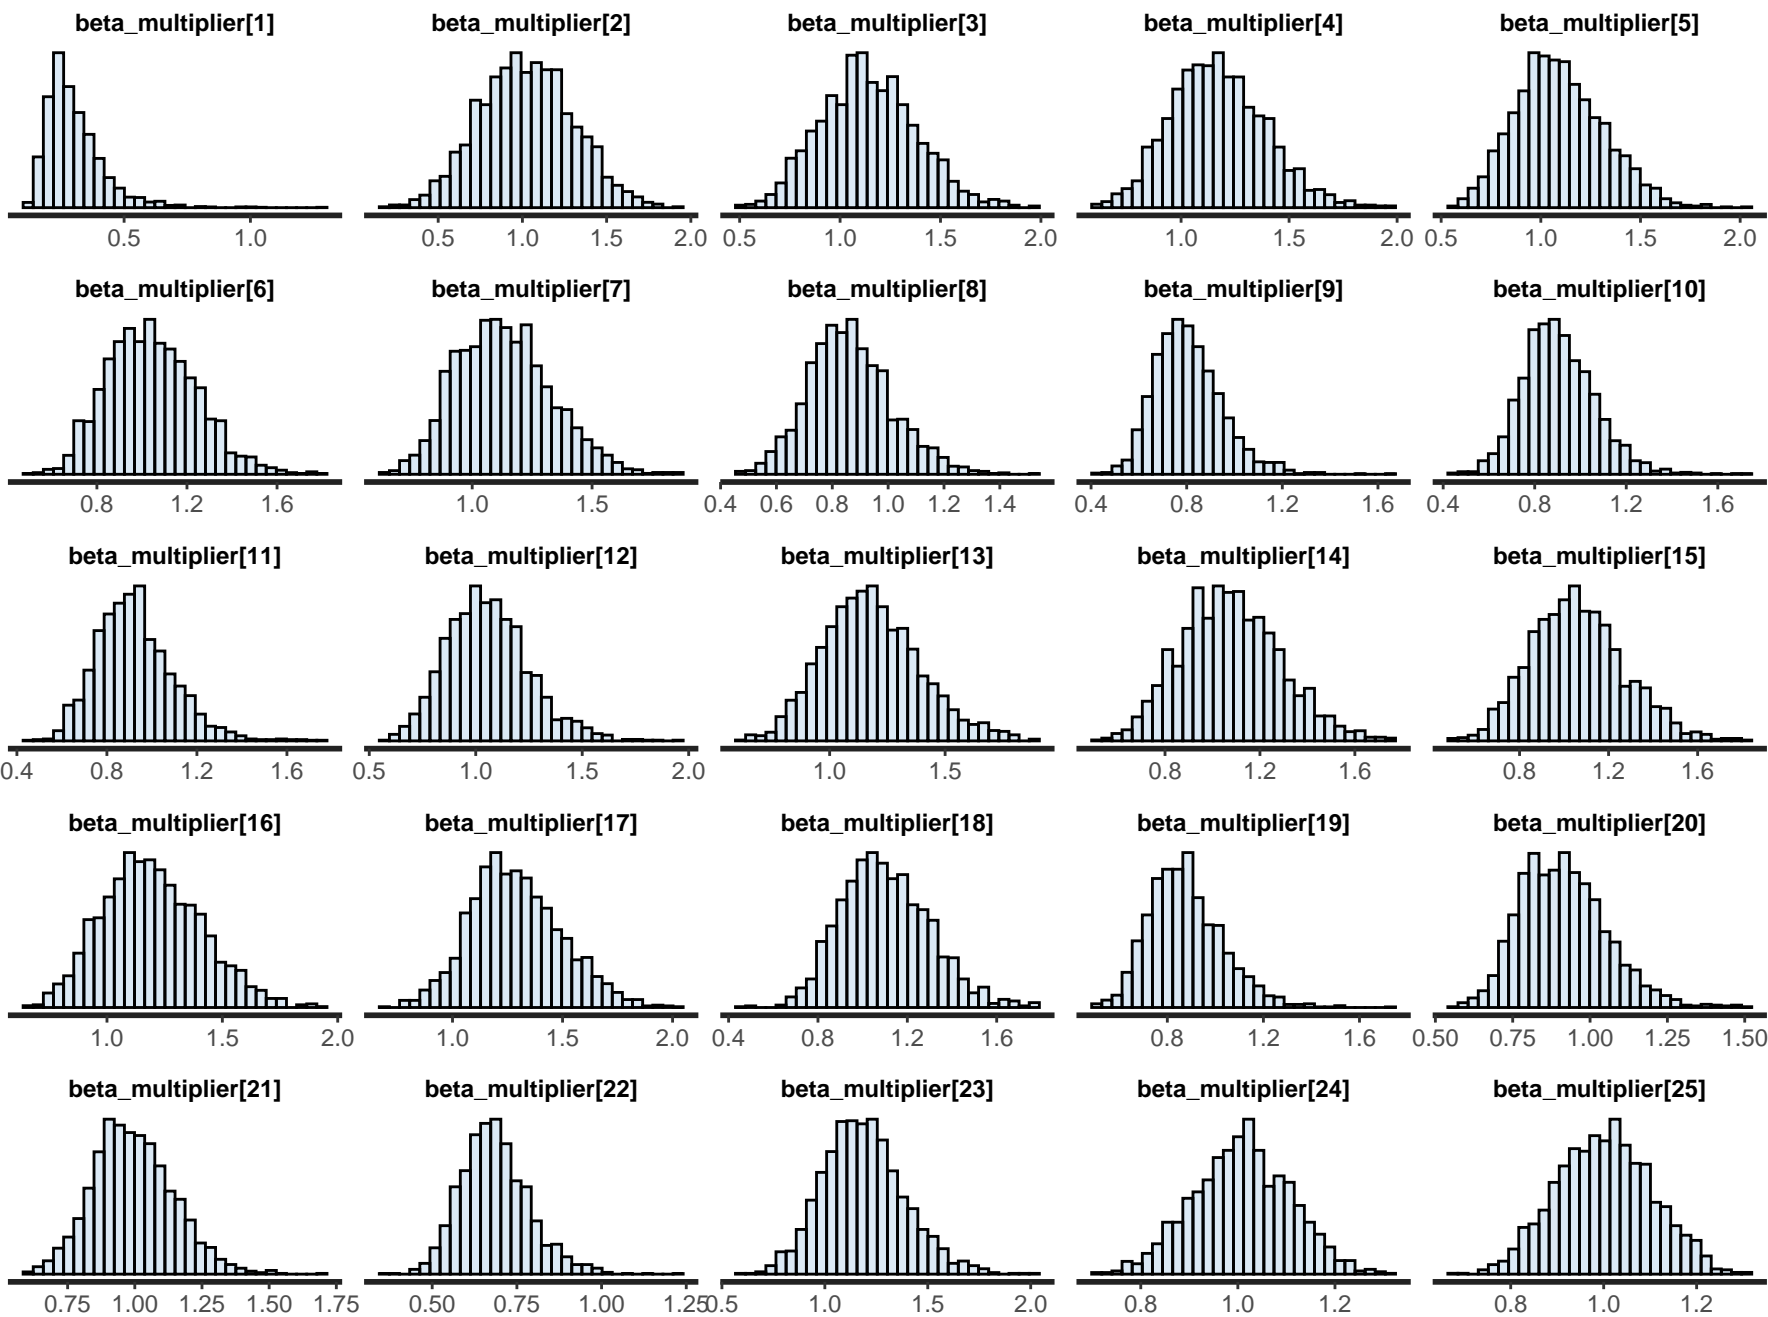 beta_multiplier[1] beta_multiplier[2] beta_multiplier[3] beta_multiplier[4] beta_multiplier[5]
0.5 1.0 0.5 1.0 1.5 2.0 0.5 1.0 1.5 2.0 1.0 1.5 2.0 0.5 1.0 1.5 2.0
beta_multiplier[6] beta_multiplier[7] beta_multiplier[8] beta_multiplier[9] beta_multiplier[10]
0.8 1.2 1.6 1.0 1.5 0.4 0.6 0.8 1.0 1.2 1.4 0.4 0.8 1.2 1.6 0.4 0.8 1.2 1.6
beta_multiplier[11] beta_multiplier[12] beta_multiplier[13] beta_multiplier[14] beta_multiplier[15]
0.4 0.8 1.2 1.6 0.5 1.0 1.5 2.0 1.0 1.5 0.8 1.2 1.6 0.8 1.2 1.6
beta_multiplier[16] beta_multiplier[17] beta_multiplier[18] beta_multiplier[19] beta_multiplier[20]
1.0 1.5 2.0 1.0 1.5 2.0 0.4 0.8 1.2 1.6 0.8 1.2 1.6 0.50 0.75 1.00 1.25 1.50
beta_multiplier[21] beta_multiplier[22] beta_multiplier[23] beta_multiplier[24] beta_multiplier[25]
0.75 1.00 1.25 1.50 1.75 0.50 0.75 1.00 1.25 0.5 1.0 1.5 2.0 0.8 1.0 1.2 0.8 1.0 1.2